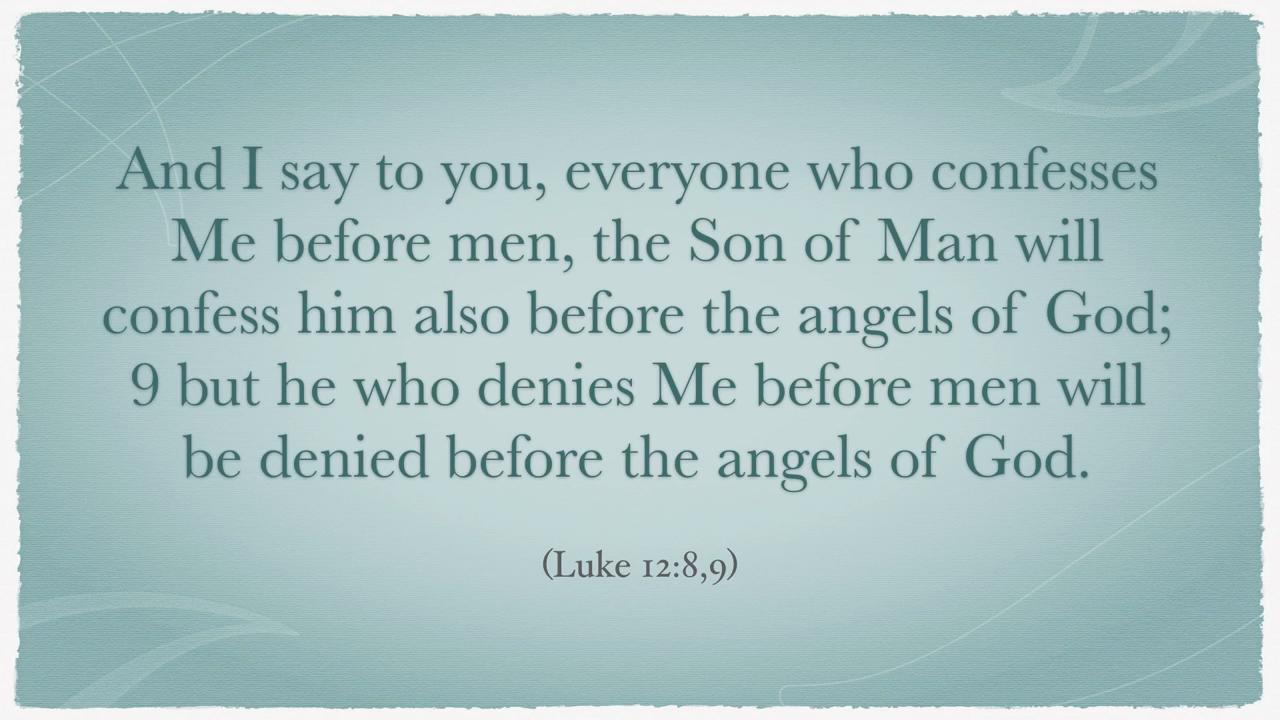 And I say to you, everyone who confesses
Me before men, the Son of Man will
confess him also before the angels of God;
9 but he who denies Me before men will
be denied before the angels of God.
(Luke 12:8,9)